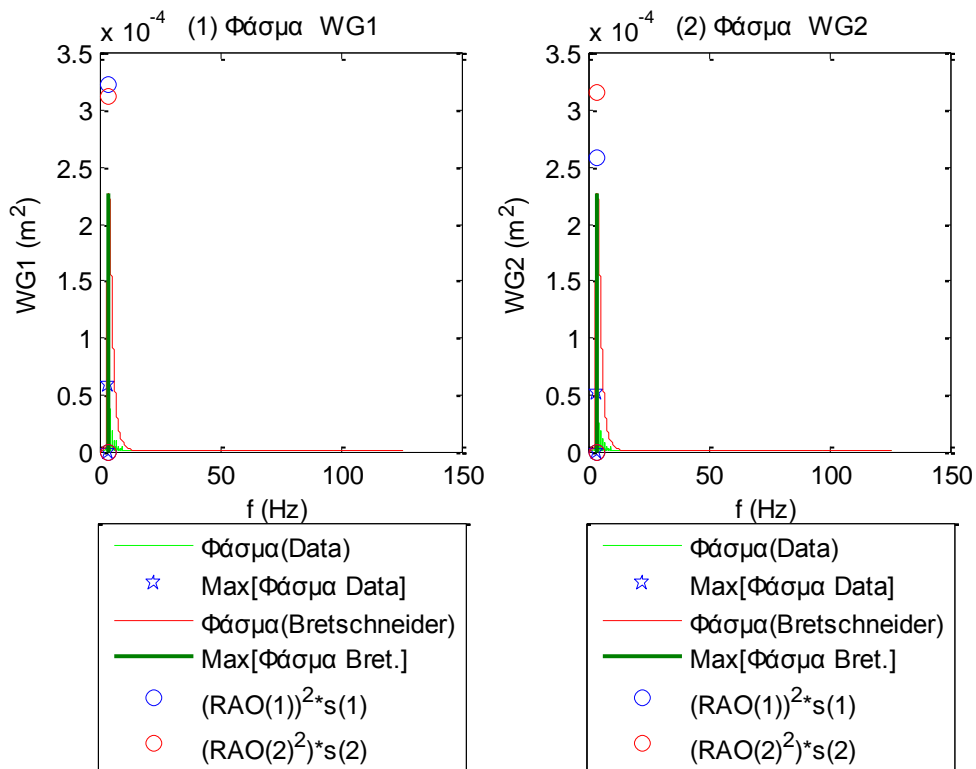 x 10^-4
(1) Φάσμα WG1
3.5
3
2.5
2
1.5
1
0.5
0
WG1 (m^2)
0
50
100
150
f (Hz)
Φάσμα(Data)
Max[Φάσμα Data]
Φάσμα(Bretschneider)
Max[Φάσμα Bret.]
(RAO(1))^2*s(1)
(RAO(2)^2)*s(2)
x 10^-4
(2) Φάσμα WG2
3.5
3
2.5
2
1.5
1
0.5
0
WG2 (m^2)
0
50
100
150
f (Hz)
Φάσμα(Data)
Max[Φάσμα Data]
Φάσμα(Bretschneider)
Max[Φάσμα Bret.]
(RAO(1))^2*s(1)
(RAO(2)^2)*s(2)